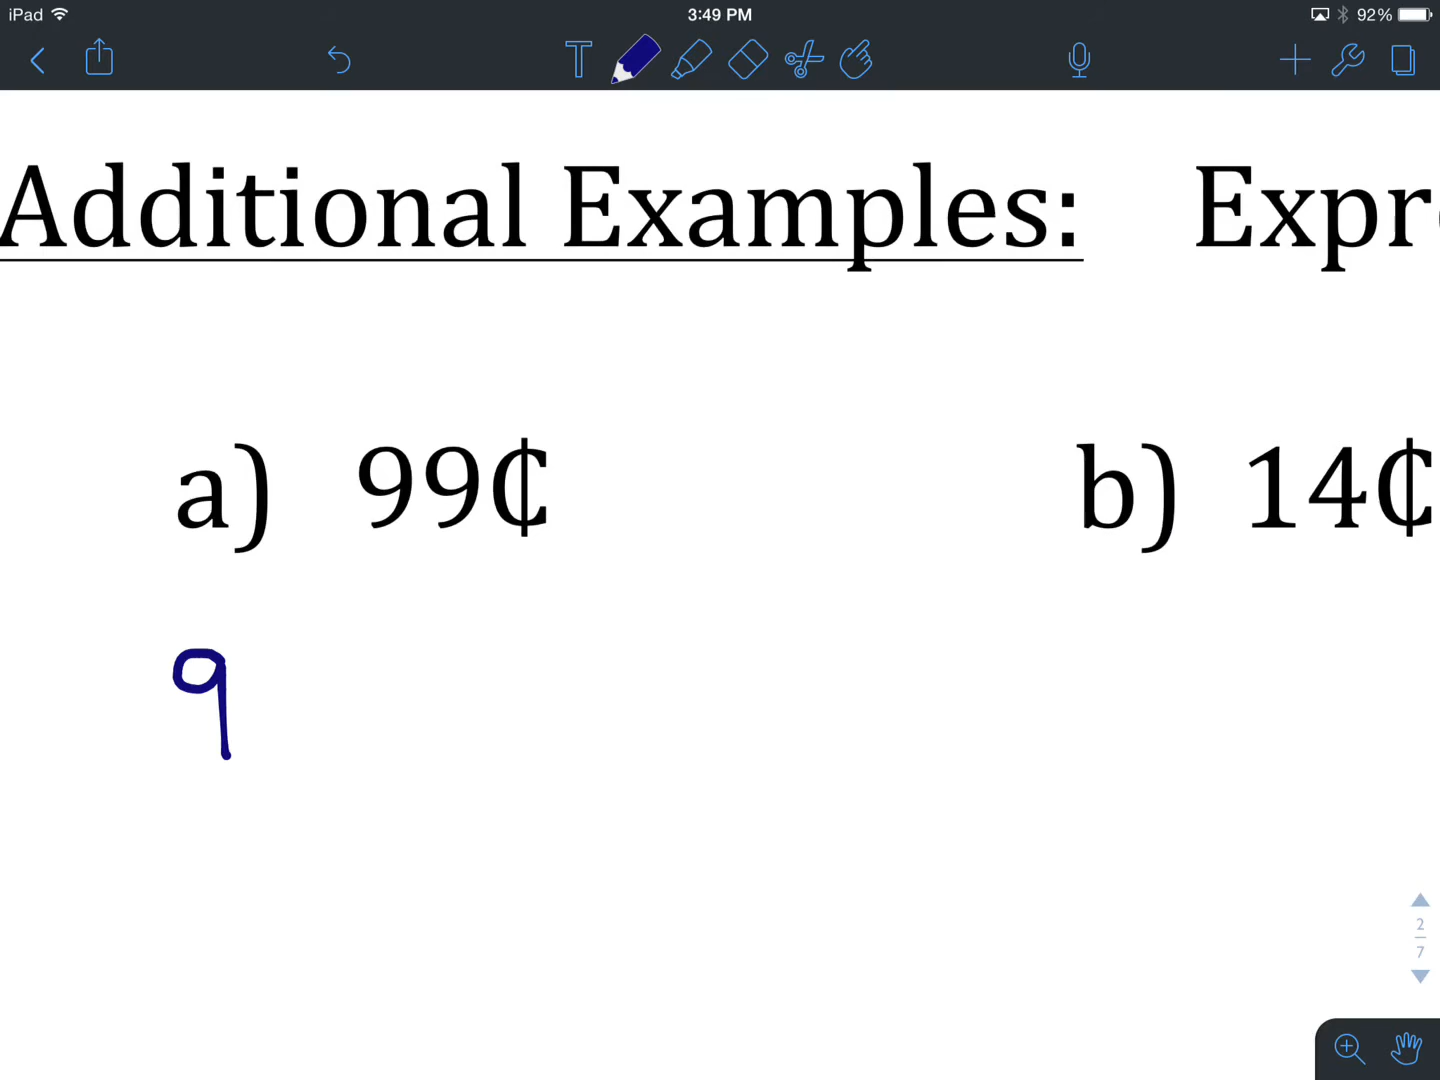 iPad 3:49 PM 92%
T
Additional Examples: Expr
a) 99₵ b) 14₵
9
2
7